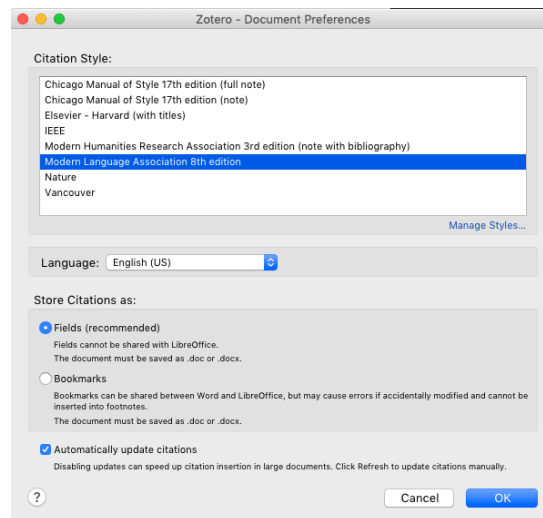 Zotero - Document Preferences
Citation Style:
Chicago Manual of Style 17th edition (full note)
Chicago Manual of Style 17th edition (note)
Elsevier - Harvard (with titles)
IEEE
Modern Humanities Research Association 3rd edition (note with bibliography)
Modern Language Association 8th edition
Nature
Vancouver
Manage Styles...
Language: English (US)
Store Citations as:
Fields (recommended)
Fields cannot be shared with LibreOffice.
The document must be saved as .doc or .docx.
Bookmarks
Bookmarks can be shared between Word and LibreOffice, but may cause errors if accidentally modified and cannot be
inserted into footnotes.
The document must be saved as .doc or .docx.
Automatically update citations
Disabling updates can speed up citation insertion in large documents. Click Refresh to update citations manually.
? Cancel OK